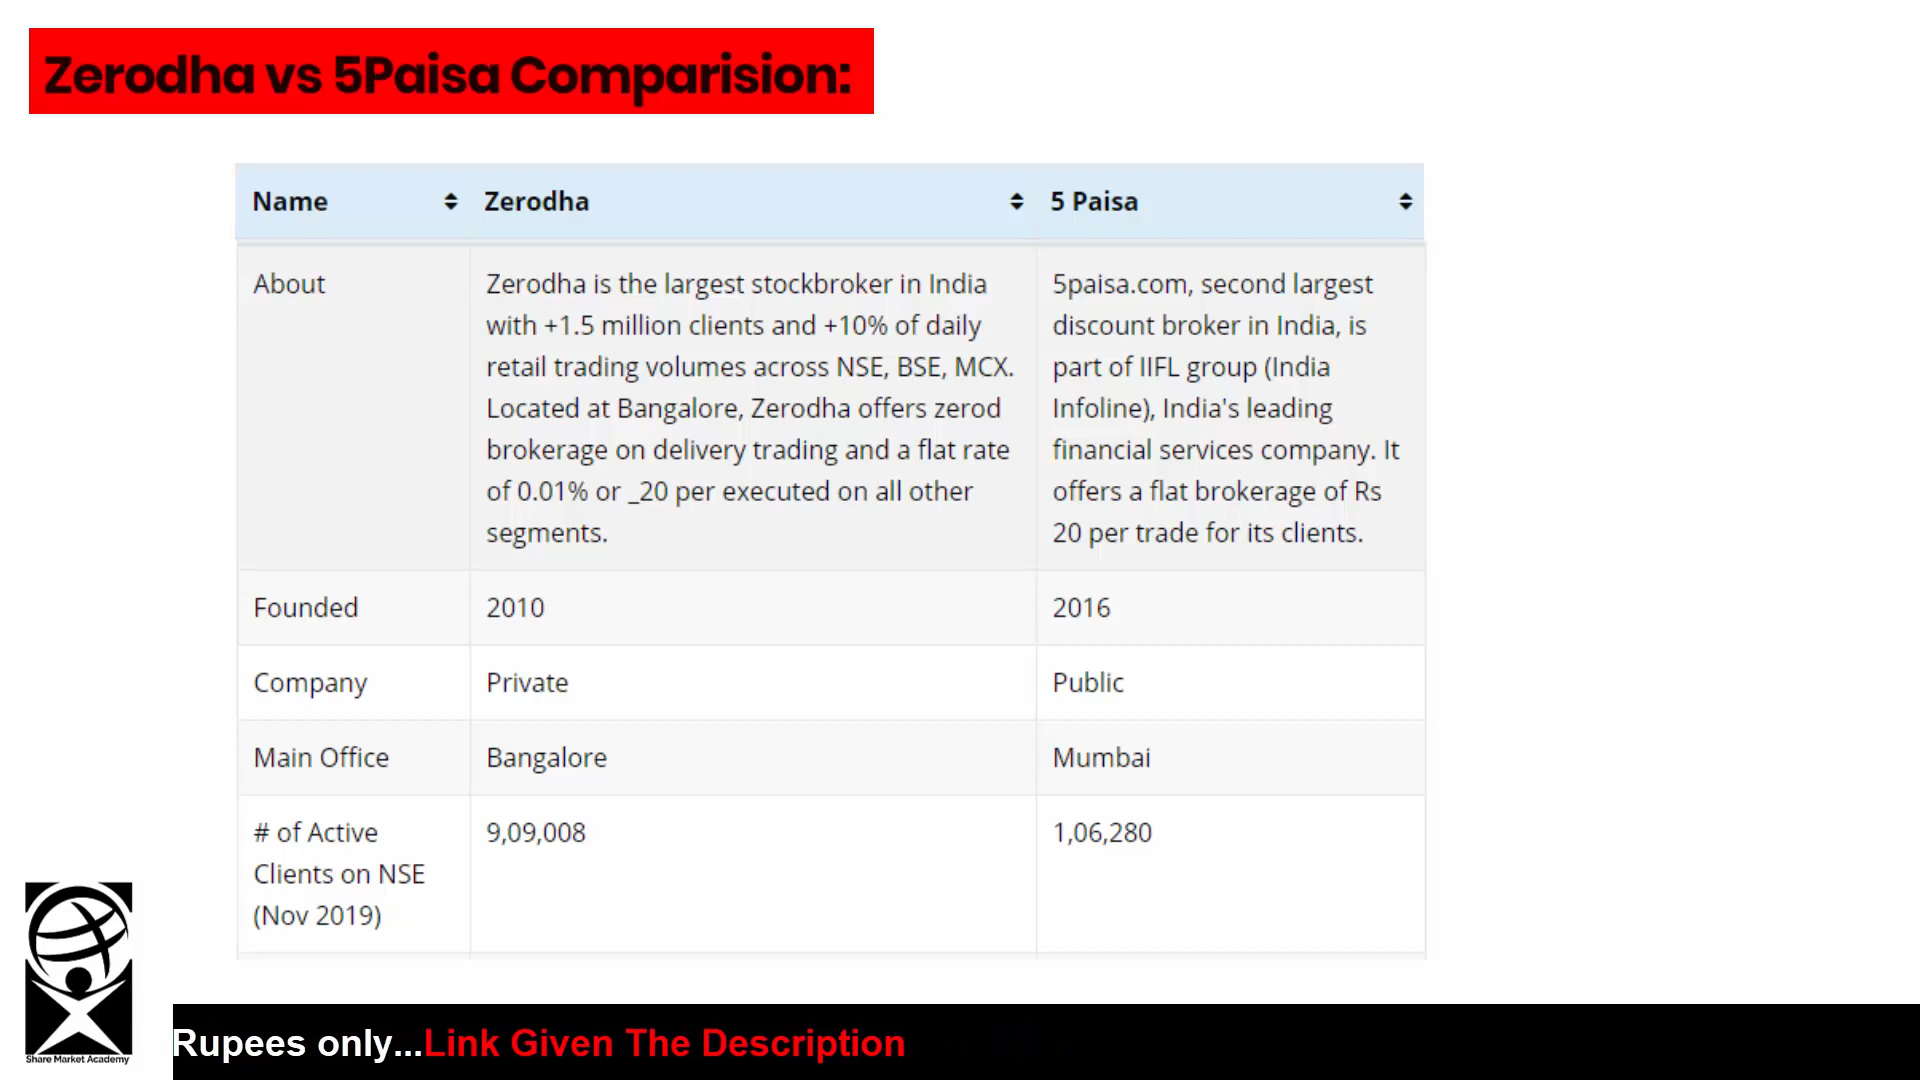 Zerodha vs 5Paisa Comparision:
Name Zerodha 5 Paisa
About
Zerodha is the largest stockbroker in India
with +1.5 million clients and +10% of daily
retail trading volumes across NSE, BSE, MCX.
Located at Bangalore, Zerodha offers zerod
brokerage on delivery trading and a flat rate
of 0.01% or _20 per executed on all other
segments.
5paisa.com, second largest
discount broker in India, is
part of IIFL group (India
Infoline), India's leading
financial services company. It
offers a flat brokerage of Rs
20 per trade for its clients.
Founded 2010 2016
Company Private Public
Main Office Bangalore Mumbai
# of Active
Clients on NSE
(Nov 2019)
9,09,008
1,06,280
Share Market Academy
Rupees only...Link Given The Description